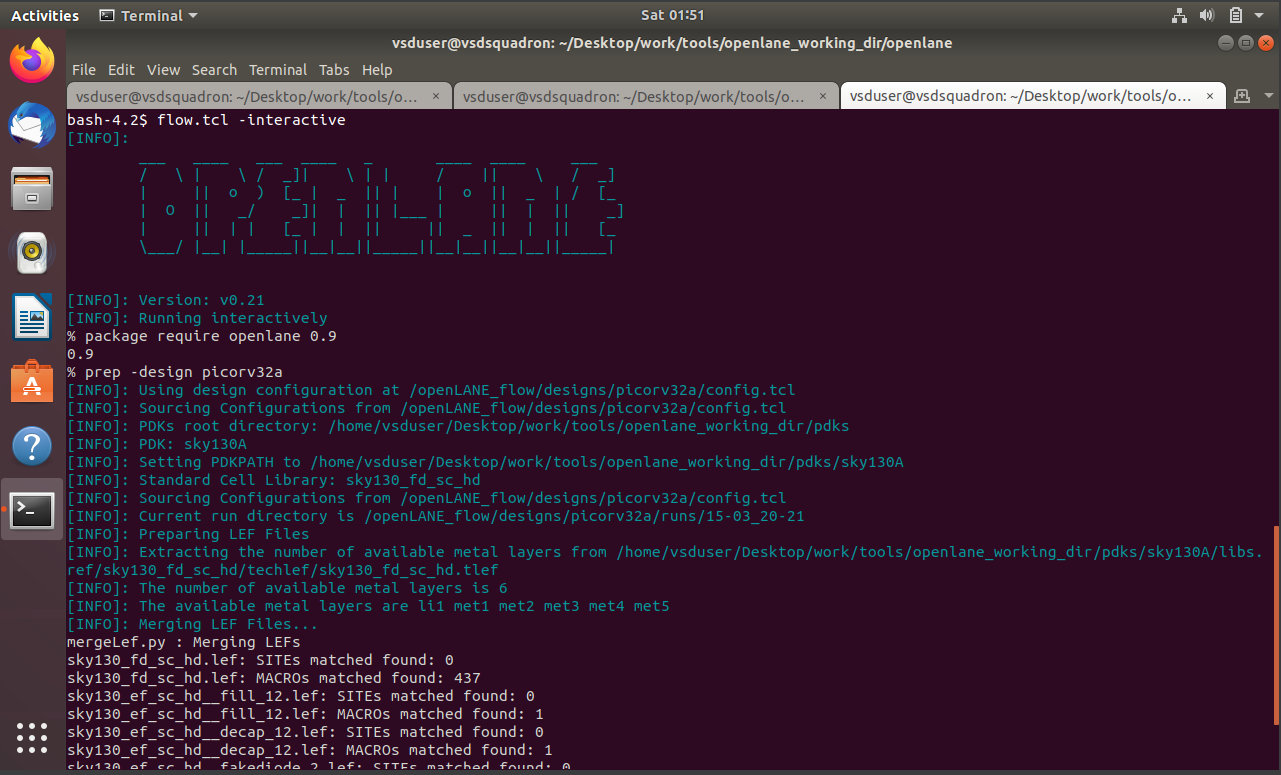 Activities Terminal Sat 01:51
vsduser@vsdsquadron: ~/Desktop/work/tools/openlane_working_dir/openlane
File Edit View Search Terminal Tabs Help
vsduser@vsdsquadron: ~/Desktop/work/tools/o... × vsduser@vsdsquadron: ~/Desktop/work/tools/o... × vsduser@vsdsquadron: ~/Desktop/work/tools/o... ×
bash-4.2$ flow.tcl -interactive
[INFO]:
OPENLANE
[INFO]: Version: v0.21
[INFO]: Running interactively
% package require openlane 0.9
0.9
% prep -design picorv32a
[INFO]: Using design configuration at /openLANE_flow/designs/picorv32a/config.tcl
[INFO]: Sourcing Configurations from /openLANE_flow/designs/picorv32a/config.tcl
[INFO]: PDKs root directory: /home/vsduser/Desktop/work/tools/openlane_working_dir/pdks
[INFO]: PDK: sky130A
[INFO]: Setting PDKPATH to /home/vsduser/Desktop/work/tools/openlane_working_dir/pdks/sky130A
[INFO]: Standard Cell Library: sky130_fd_sc_hd
[INFO]: Sourcing Configurations from /openLANE_flow/designs/picorv32a/config.tcl
[INFO]: Current run directory is /openLANE_flow/designs/picorv32a/runs/15-03_20-21
[INFO]: Preparing LEF Files
[INFO]: Extracting the number of available metal layers from /home/vsduser/Desktop/work/tools/openlane_working_dir/pdks/sky130A/libs.
ref/sky130_fd_sc_hd/techlef/sky130_fd_sc_hd.tlef
[INFO]: The number of available metal layers is 6
[INFO]: The available metal layers are li1 met1 met2 met3 met4 met5
[INFO]: Merging LEF Files...
mergeLef.py : Merging LEFs
sky130_fd_sc_hd.lef: SITEs matched found: 0
sky130_fd_sc_hd.lef: MACROs matched found: 437
sky130_ef_sc_hd__fill_12.lef: SITEs matched found: 0
sky130_ef_sc_hd__fill_12.lef: MACROs matched found: 1
sky130_ef_sc_hd__decap_12.lef: SITEs matched found: 0
sky130_ef_sc_hd__decap_12.lef: MACROs matched found: 1
sky130_ef_sc_hd__fakediode_2.lef: SITEs matched found: 0